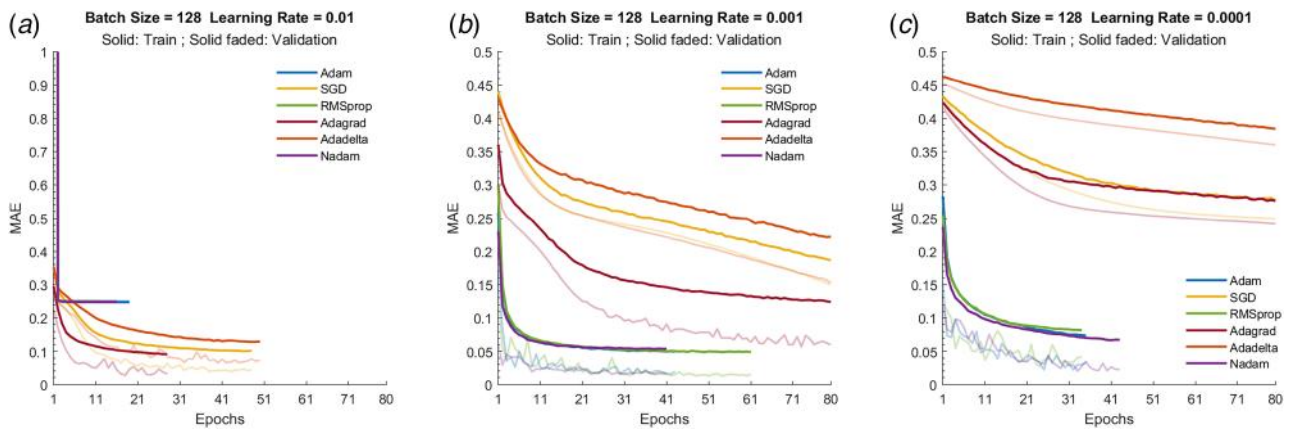 (a)
Batch Size = 128 Learning Rate = 0.01
Solid: Train ; Solid faded: Validation
1
0.9
0.8
0.7
0.6
0.5
0.4
0.3
0.2
0.1
0
MAE
Adam
SGD
RMSprop
Adagrad
Adadelta
Nadam
1 11 21 31 41 51 61 71 80
Epochs
(b)
Batch Size = 128 Learning Rate = 0.001
Solid: Train ; Solid faded: Validation
0.5
0.45
0.4
0.35
0.3
0.25
0.2
0.15
0.1
0.05
0
MAE
Adam
SGD
RMSprop
Adagrad
Adadelta
Nadam
1 11 21 31 41 51 61 71 80
Epochs
(c)
Batch Size = 128 Learning Rate = 0.0001
Solid: Train ; Solid faded: Validation
0.5
0.45
0.4
0.35
0.3
0.25
0.2
0.15
0.1
0.05
0
MAE
Adam
SGD
RMSprop
Adagrad
Adadelta
Nadam
1 11 21 31 41 51 61 71 80
Epochs